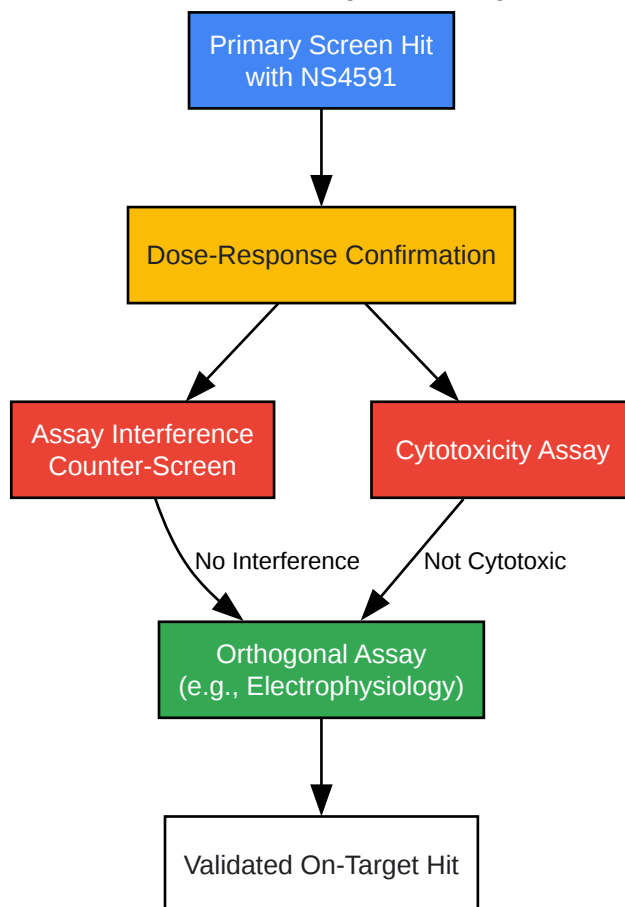 Primary Screen Hit
with NS4591
Dose-Response Confirmation
Assay Interference
Counter-Screen
Cytotoxicity Assay
No Interference
Not Cytotoxic
Orthogonal Assay
(e.g., Electrophysiology)
Validated On-Target Hit